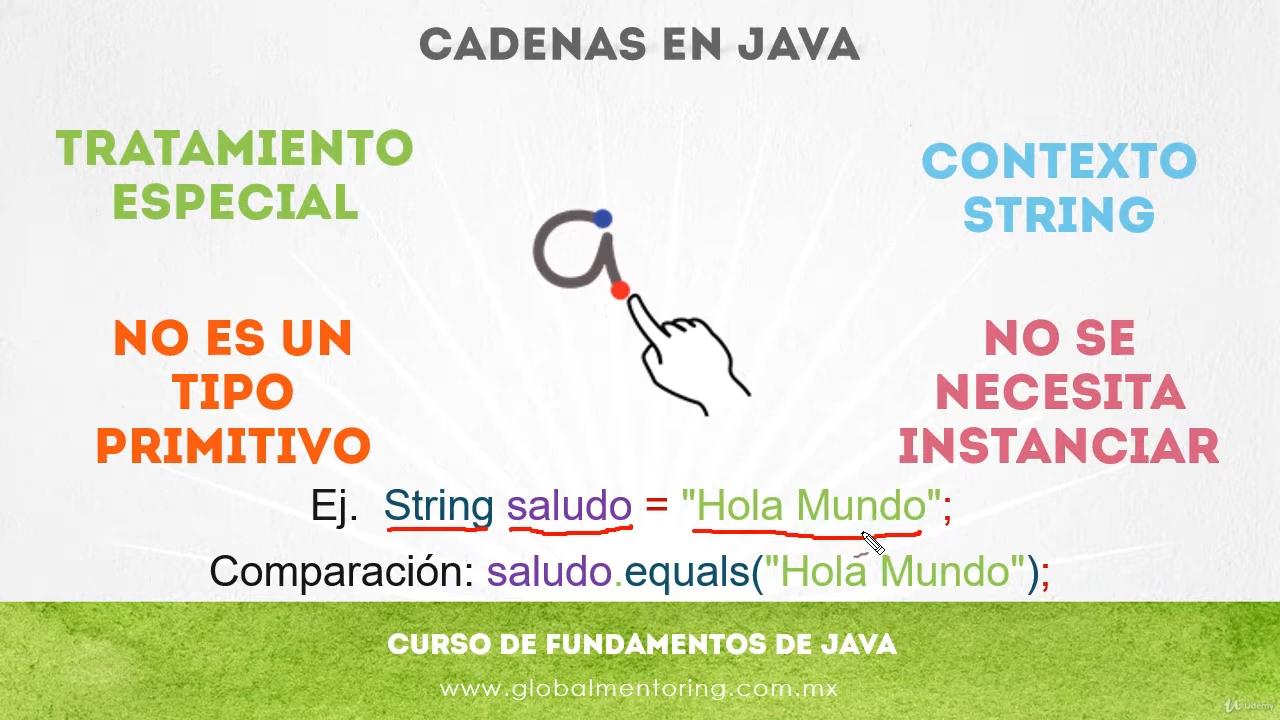 CADENAS EN JAVA
TRATAMIENTO
ESPECIAL
CONTEXTO
STRING
NO ES UN
TIPO
PRIMITIVO
NO SE
NECESITA
INSTANCIAR
Ej. String saludo = "Hola Mundo";
Comparación: saludo.equals("Hola Mundo");
CURSO DE FUNDAMENTOS DE JAVA
www.globalmentoring.com.mx
Udemy